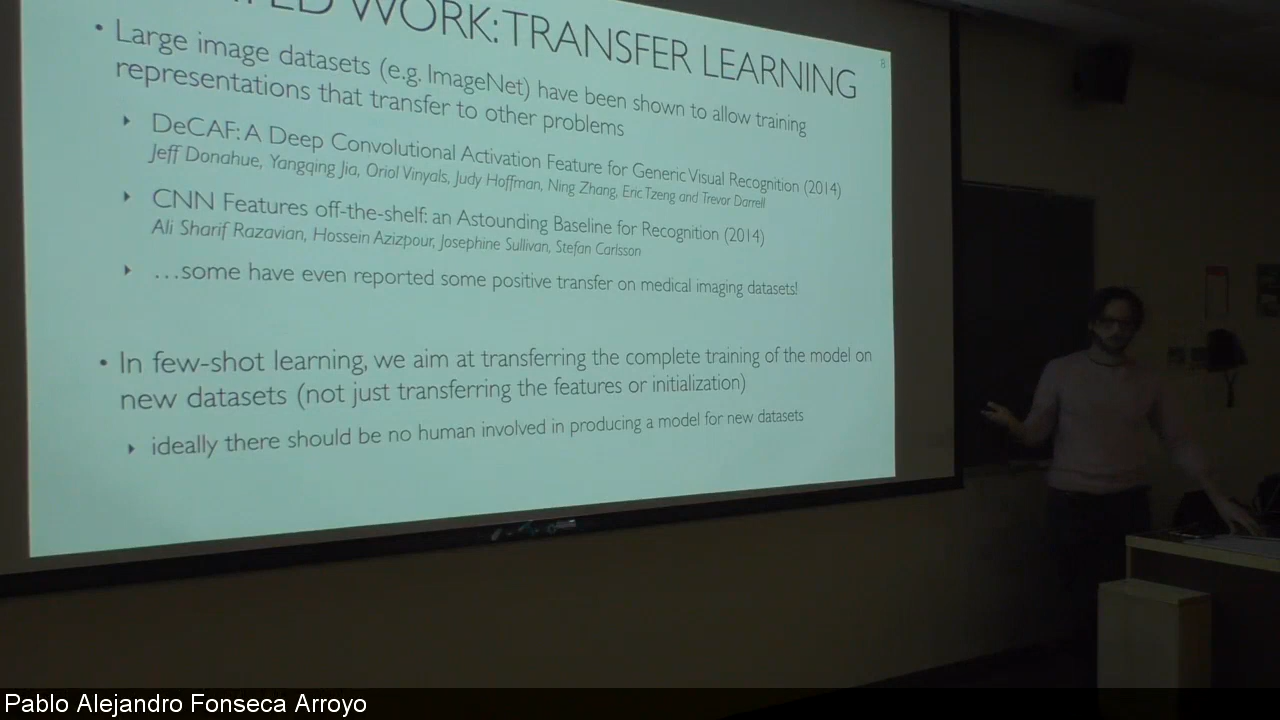 WORK: TRANSFER LEARNING
8
• Large image datasets (e.g. ImageNet) have been shown to allow training
representations that transfer to other problems
‣ DeCAF: A Deep Convolutional Activation Feature for Generic Visual Recognition (2014)
Jeff Donahue, Yangqing Jia, Oriol Vinyals, Judy Hoffman, Ning Zhang, Eric Tzeng and Trevor Darrell
‣ CNN Features off-the-shelf: an Astounding Baseline for Recognition (2014)
Ali Sharif Razavian, Hossein Azizpour, Josephine Sullivan, Stefan Carlsson
‣ …some have even reported some positive transfer on medical imaging datasets!
• In few-shot learning, we aim at transferring the complete training of the model on
new datasets (not just transferring the features or initialization)
‣ ideally there should be no human involved in producing a model for new datasets
Pablo Alejandro Fonseca Arroyo